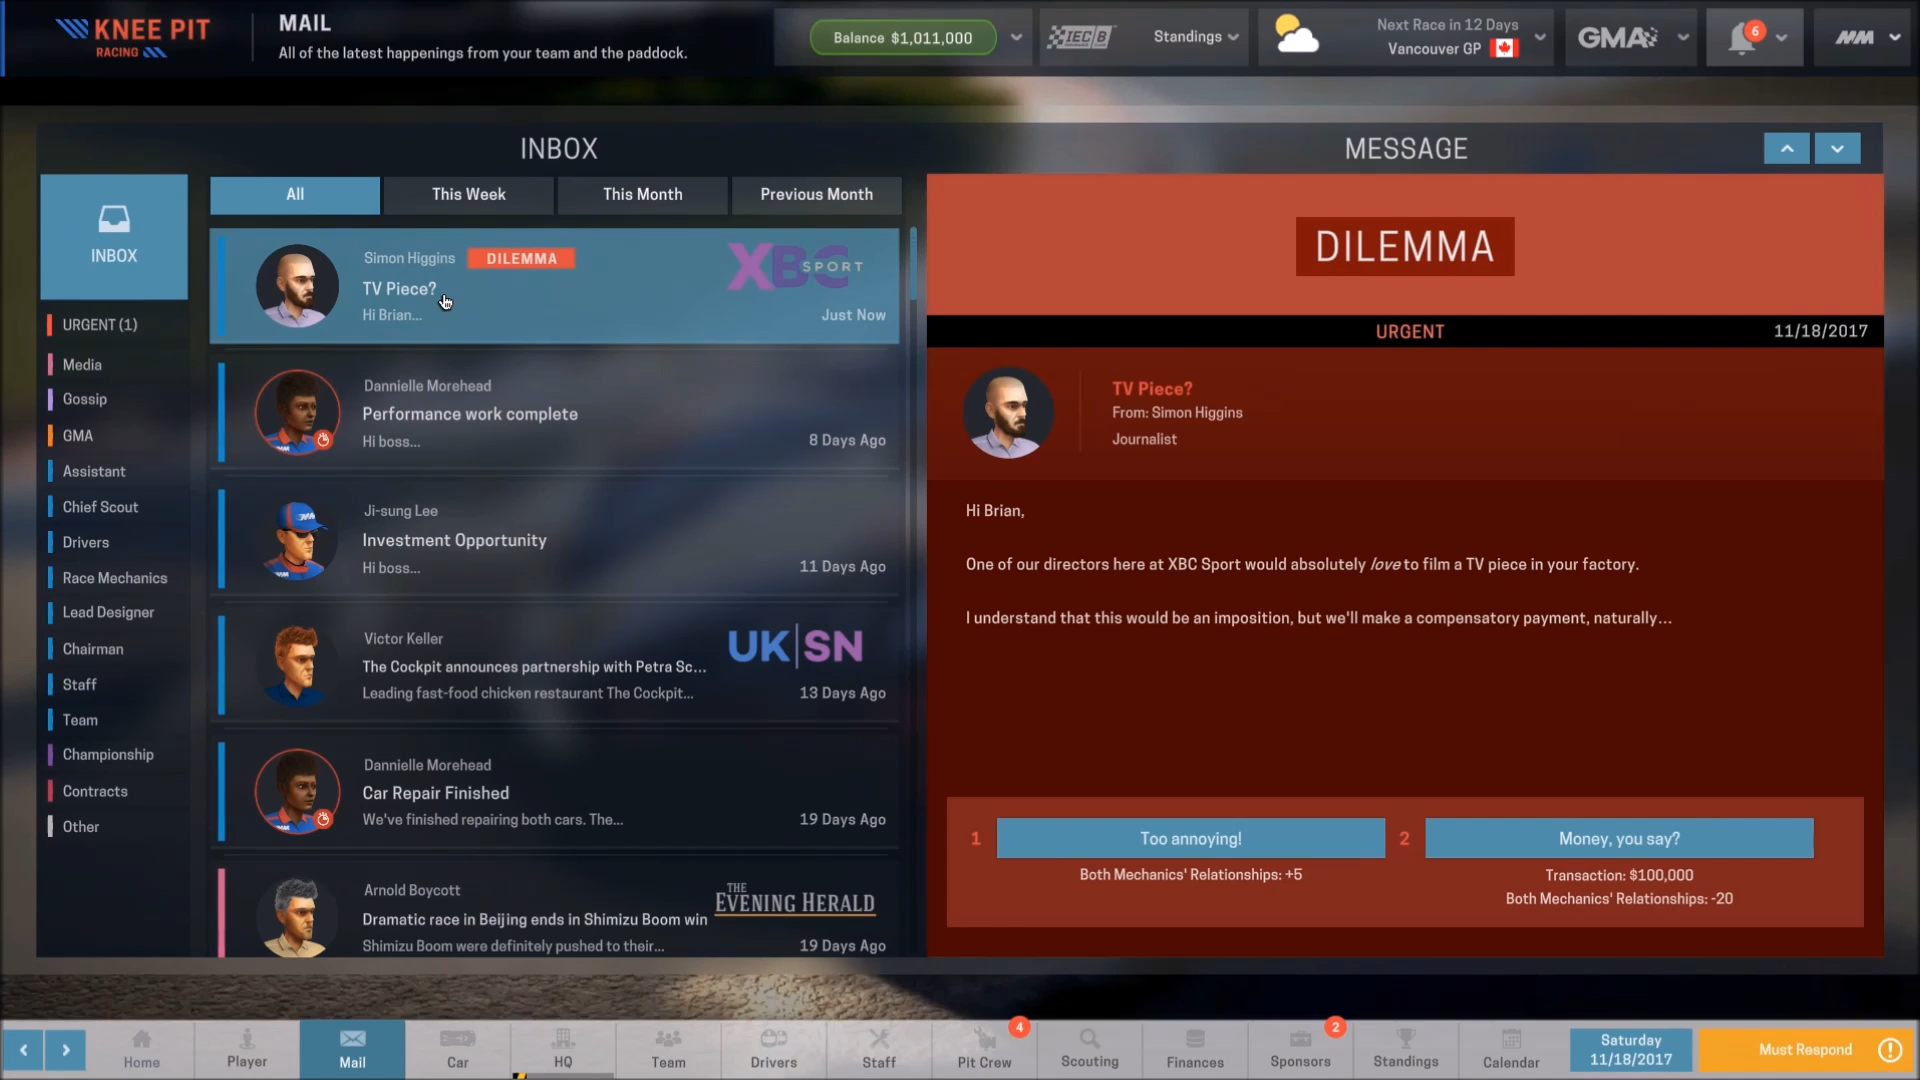 KNEE PIT
RACING
MAIL
All of the latest happenings from your team and the paddock.
Balance $1,011,000
IEC B
Standings
Next Race in 12 Days
Vancouver GP
GMA
6
MM
INBOX
MESSAGE
INBOX
All
This Week
This Month
Previous Month
URGENT (1)
Media
Gossip
GMA
Assistant
Chief Scout
Drivers
Race Mechanics
Lead Designer
Chairman
Staff
Team
Championship
Contracts
Other
Simon Higgins
DILEMMA
TV Piece?
Hi Brian...
XBC SPORT
Just Now
Dannielle Morehead
Performance work complete
Hi boss...
8 Days Ago
Ji-sung Lee
Investment Opportunity
Hi boss...
11 Days Ago
Victor Keller
The Cockpit announces partnership with Petra Sc...
Leading fast-food chicken restaurant The Cockpit...
UK|SN
13 Days Ago
Dannielle Morehead
Car Repair Finished
We've finished repairing both cars. The...
19 Days Ago
Arnold Boycott
Dramatic race in Beijing ends in Shimizu Boom win
Shimizu Boom were definitely pushed to their...
THE
EVENING HERALD
19 Days Ago
DILEMMA
URGENT
11/18/2017
TV Piece?
From: Simon Higgins
Journalist
Hi Brian,
One of our directors here at XBC Sport would absolutely love to film a TV piece in your factory.
I understand that this would be an imposition, but we'll make a compensatory payment, naturally...
1
Too annoying!
Both Mechanics' Relationships: +5
2
Money, you say?
Transaction: $100,000
Both Mechanics' Relationships: -20
Home
Player
Mail
Car
HQ
Team
Drivers
Staff
4
Pit Crew
Scouting
Finances
2
Sponsors
Standings
Calendar
Saturday
11/18/2017
Must Respond